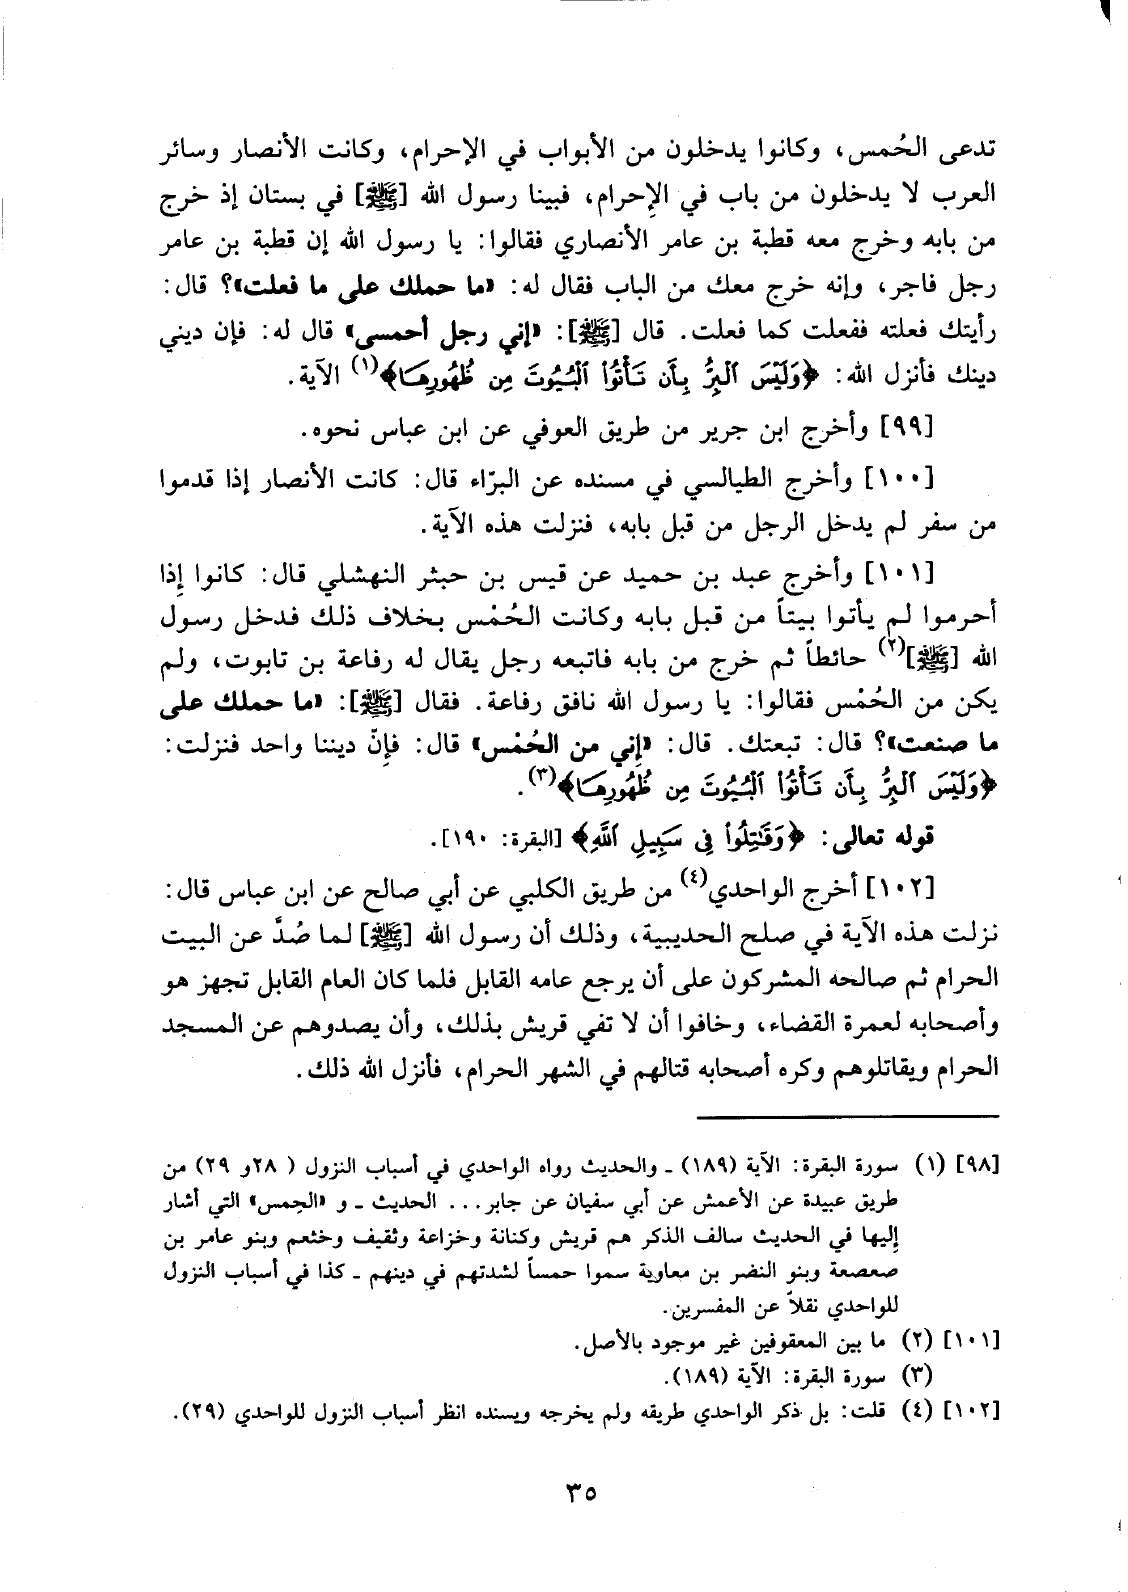 تدعى الحُمس، وكانوا يدخلون من الأبواب في الإحرام، وكانت الأنصار وسائر
العرب لا يدخلون من باب في الإِحرام، فبينا رسول الله [ﷺ] في بستان إذ خرج
من بابه وخرج معه قطبة بن عامر الأنصاري فقالوا: يا رسول الله إن قطبة بن عامر
رجل فاجر، وإنه خرج معك من الباب فقال له: «ما حملك على ما فعلت»؟ قال:
رأيتك فعلته ففعلت كما فعلت. قال [ﷺ]: «إني رجل أحمسى» قال له: فإن ديني
دينك فأنزل الله: ﴿وَلَيْسَ ٱلْبِرُّ بِأَن تَأْتُوا۟ ٱلْبُيُوتَ مِن ظُهُورِهَا﴾(١) الآية.
[٩٩] وأخرج ابن جرير من طريق العوفي عن ابن عباس نحوه.
[١٠٠] وأخرج الطيالسي في مسنده عن البرّاء قال: كانت الأنصار إذا قدموا
من سفر لم يدخل الرجل من قبل بابه، فنزلت هذه الآية.
[١٠١] وأخرج عبد بن حميد عن قيس بن حبثر النهشلي قال: كانوا إِذا
أحرموا لم يأتوا بيتاً من قبل بابه وكانت الحُمْس بخلاف ذلك فدخل رسول
الله [ﷺ](٢) حائطاً ثم خرج من بابه فاتبعه رجل يقال له رفاعة بن تابوت، ولم
يكن من الحُمْس فقالوا: يا رسول الله نافق رفاعة. فقال [ﷺ]: «ما حملك على
ما صنعت»؟ قال: تبعتك. قال: «إِني من الحُمْس» قال: فإِنّ ديننا واحد فنزلت:
﴿وَلَيْسَ ٱلْبِرُّ بِأَن تَأْتُوا۟ ٱلْبُيُوتَ مِن ظُهُورِهَا﴾(٣).
قوله تعالى: ﴿وَقَٰتِلُوا۟ فِى سَبِيلِ ٱللَّهِ﴾ [البقرة: ١٩٠].
[١٠٢] أخرج الواحدي(٤) من طريق الكلبي عن أبي صالح عن ابن عباس قال:
نزلت هذه الآية في صلح الحديبية، وذلك أن رسول الله [ﷺ] لما صُدَّ عن البيت
الحرام ثم صالحه المشركون على أن يرجع عامه القابل فلما كان العام القابل تجهز هو
وأصحابه لعمرة القضاء، وخافوا أن لا تفي قريش بذلك، وأن يصدوهم عن المسجد
الحرام ويقاتلوهم وكره أصحابه قتالهم في الشهر الحرام، فأنزل الله ذلك.
[٩٨] (١) سورة البقرة: الآية (١٨٩) ـ والحديث رواه الواحدي في أسباب النزول ( ٢٨و ٢٩) من
طريق عبيدة عن الأعمش عن أبي سفيان عن جابر... الحديث ـ و «الحِمس» التي أشار
إليها في الحديث سالف الذكر هم قريش وكنانة وخزاعة وثقيف وخثعم وبنو عامر بن
صعصعة وبنو النضر بن معاوية سموا حمساً لشدتهم في دينهم ـ كذا في أسباب النزول
للواحدي نقلاً عن المفسرين.
[١٠١] (٢) ما بين المعقوفين غير موجود بالأصل.
(٣) سورة البقرة: الآية (١٨٩).
[١٠٢] (٤) قلت: بل ذكر الواحدي طريقه ولم يخرجه ويسنده انظر أسباب النزول للواحدي (٢٩).
٣٥